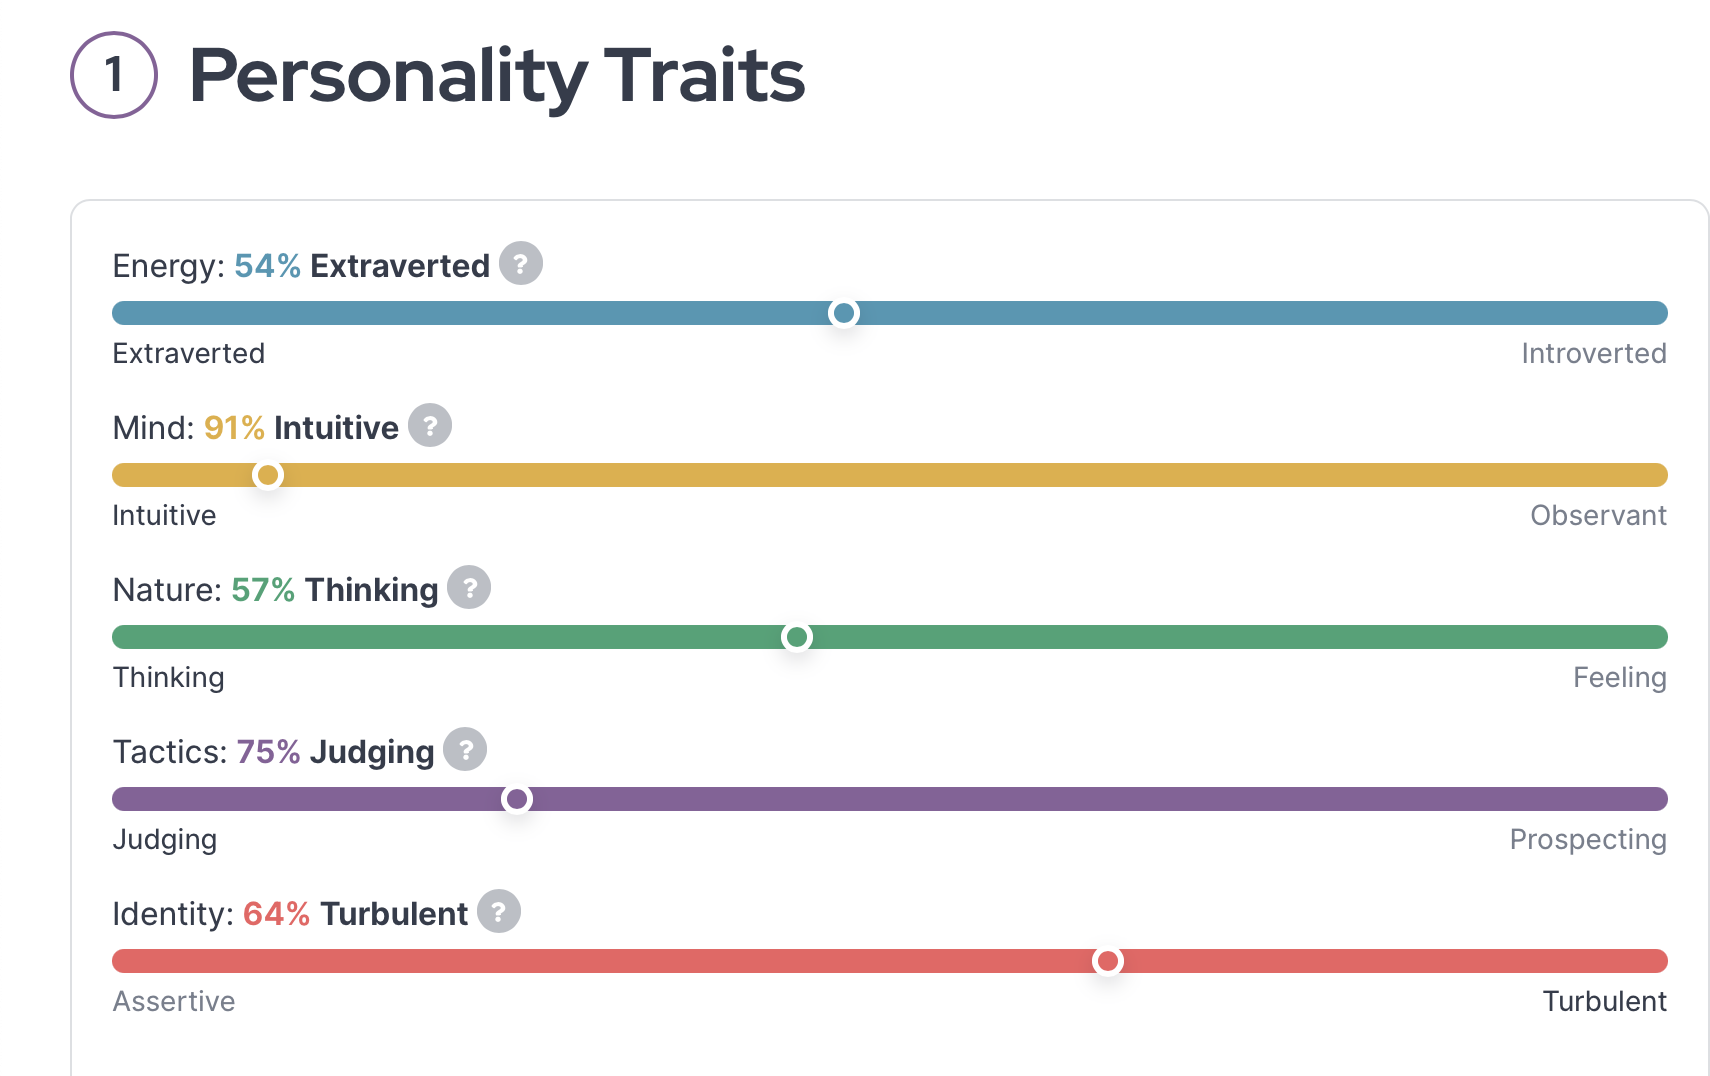 1 Personality Traits
Energy: 54% Extraverted ?
Extraverted Introverted
Mind: 91% Intuitive ?
Intuitive Observant
Nature: 57% Thinking ?
Thinking Feeling
Tactics: 75% Judging ?
Judging Prospecting
Identity: 64% Turbulent ?
Assertive Turbulent